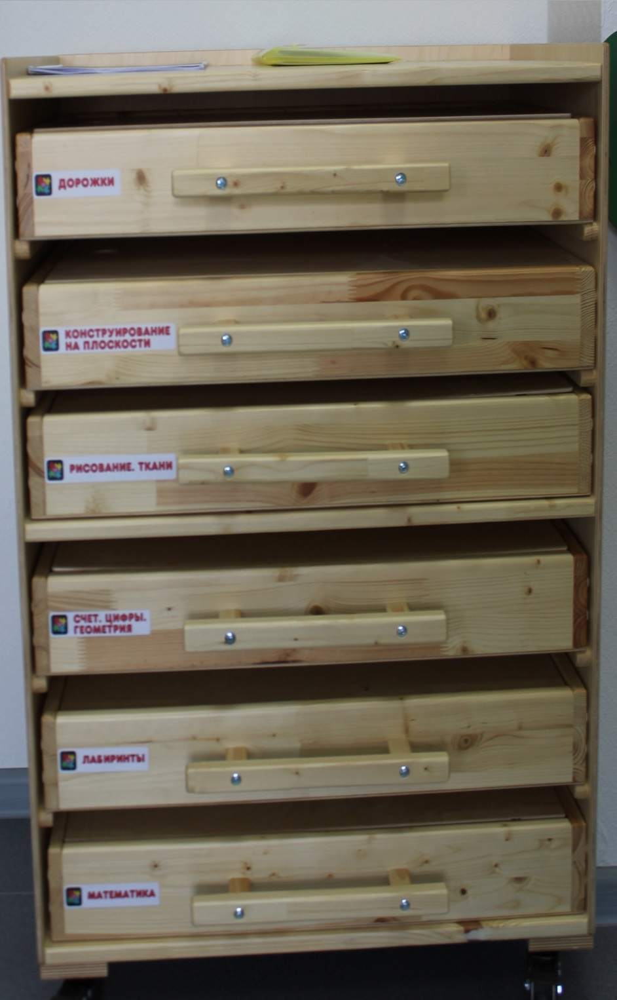 ДОРОЖКИ
КОНСТРУИРОВАНИЕ
НА ПЛОСКОСТИ
РИСОВАНИЕ. ТКАНИ
СЧЕТ. ЦИФРЫ.
ГЕОМЕТРИЯ
ЛАБИРИНТЫ
МАТЕМАТИКА